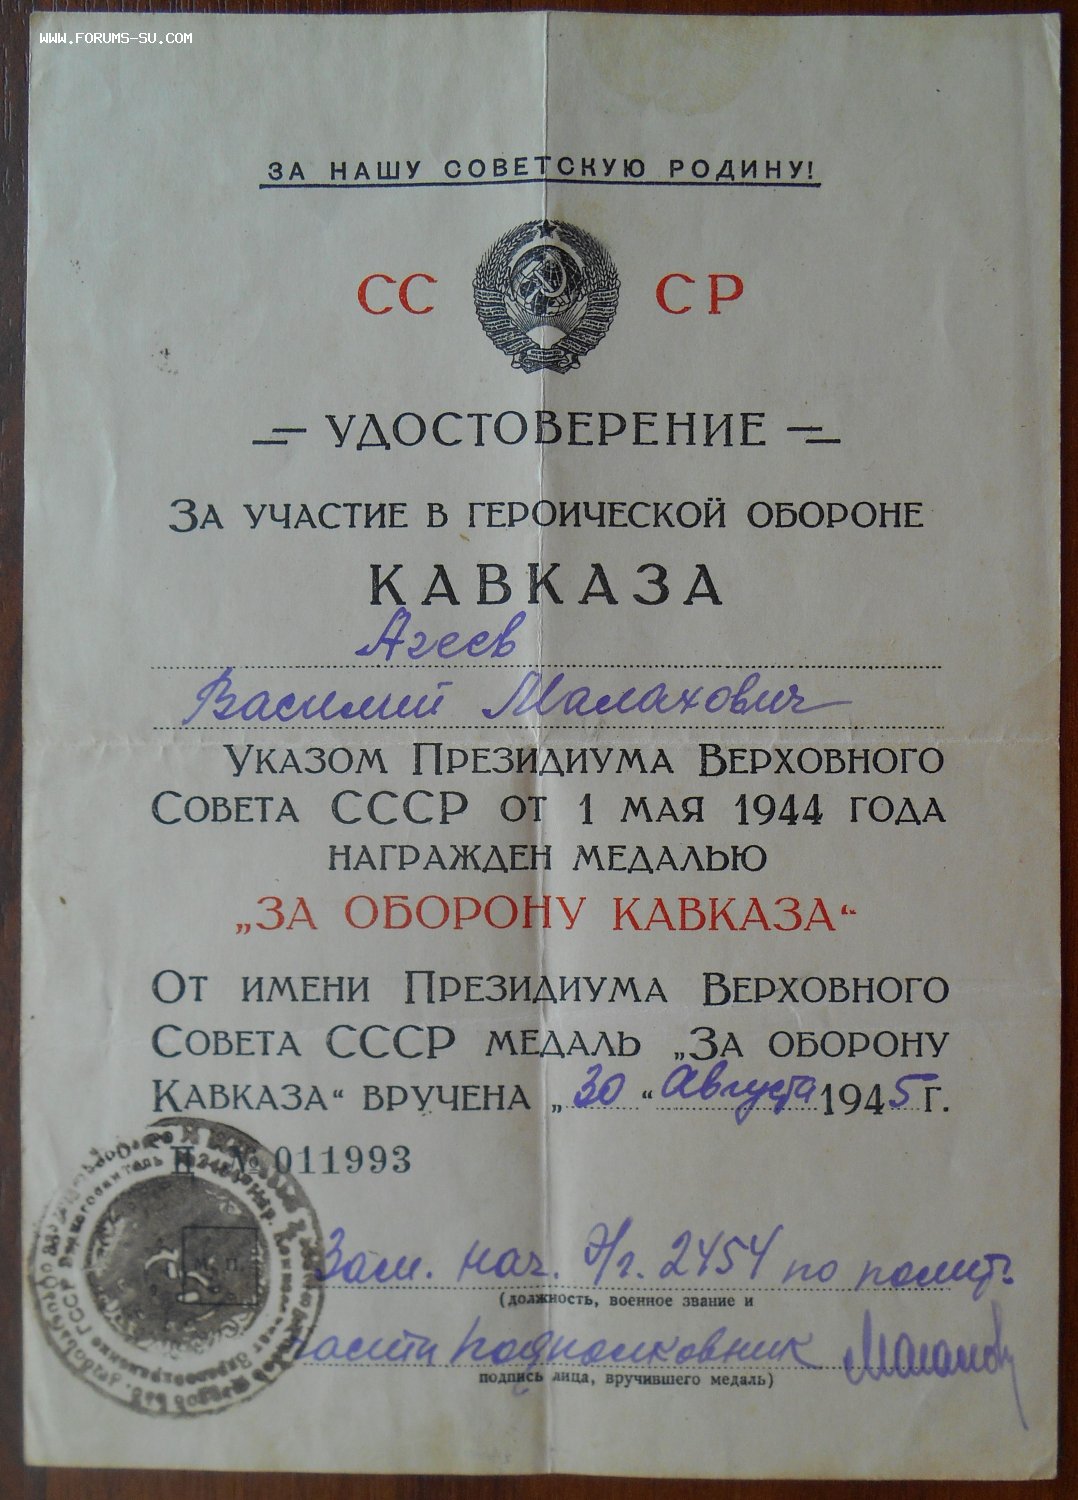 WWW.FORUMS-SU.COM
ЗА НАШУ СОВЕТСКУЮ РОДИНУ!
СС СР
УДОСТОВЕРЕНИЕ
ЗА УЧАСТИЕ В ГЕРОИЧЕСКОЙ ОБОРОНЕ
КАВКАЗА
Агеев
Василий Малахович
УКАЗОМ ПРЕЗИДИУМА ВЕРХОВНОГО
СОВЕТА СССР ОТ 1 МАЯ 1944 ГОДА
НАГРАЖДЕН МЕДАЛЬЮ
„ЗА ОБОРОНУ КАВКАЗА“
ОТ ИМЕНИ ПРЕЗИДИУМА ВЕРХОВНОГО
СОВЕТА СССР МЕДАЛЬ „ЗА ОБОРОНУ
КАВКАЗА“ ВРУЧЕНА „30“ Августа 1945 Г.
№ 011993
М. П.
Зам. нач. Э/г. 2454 по полит.
(должность, военное звание и
части Подполковник
подпись лица, вручившего медаль)